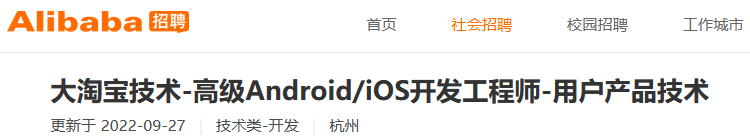 Alibaba 招聘 首页 社会招聘 校园招聘 工作城市
大淘宝技术-高级Android/iOS开发工程师-用户产品技术
更新于 2022-09-27 技术类-开发 杭州